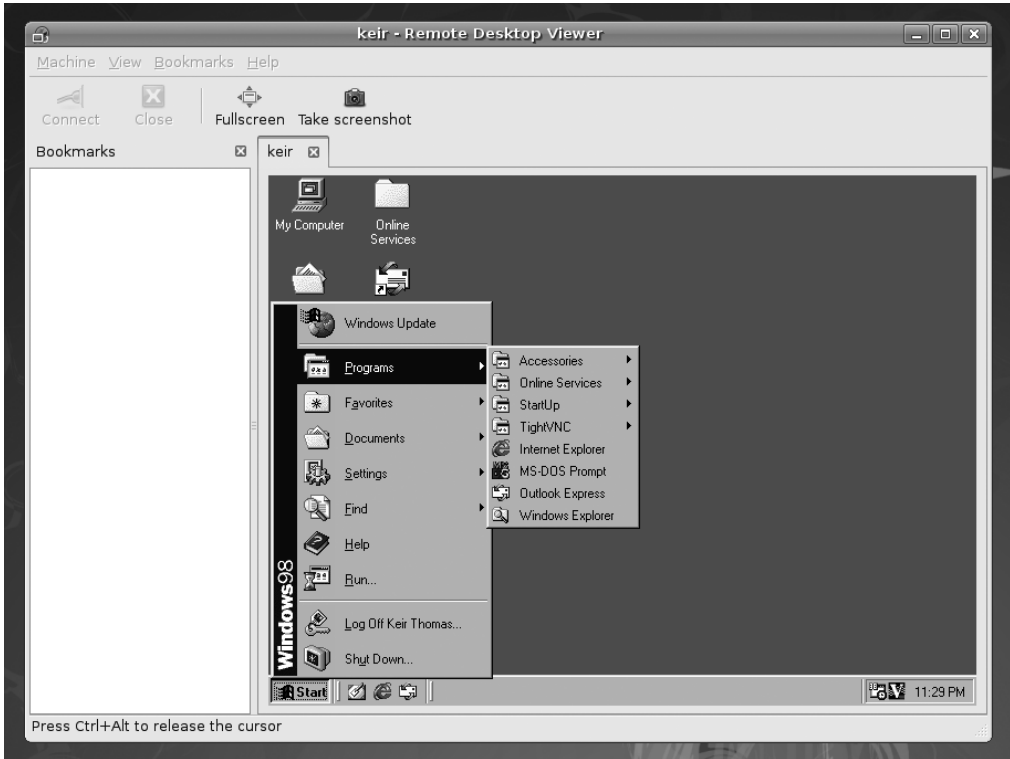 keir - Remote Desktop Viewer
Machine View Bookmarks Help
Connect Close Fullscreen Take screenshot
Bookmarks
keir
My Computer
Online
Services
Windows Update
Programs
Favorites
Documents
Settings
Find
Help
Run...
Log Off Keir Thomas...
Shut Down...
Windows98
Accessories
Online Services
StartUp
TightVNC
Internet Explorer
MS-DOS Prompt
Outlook Express
Windows Explorer
Start
11:29 PM
Press Ctrl+Alt to release the cursor